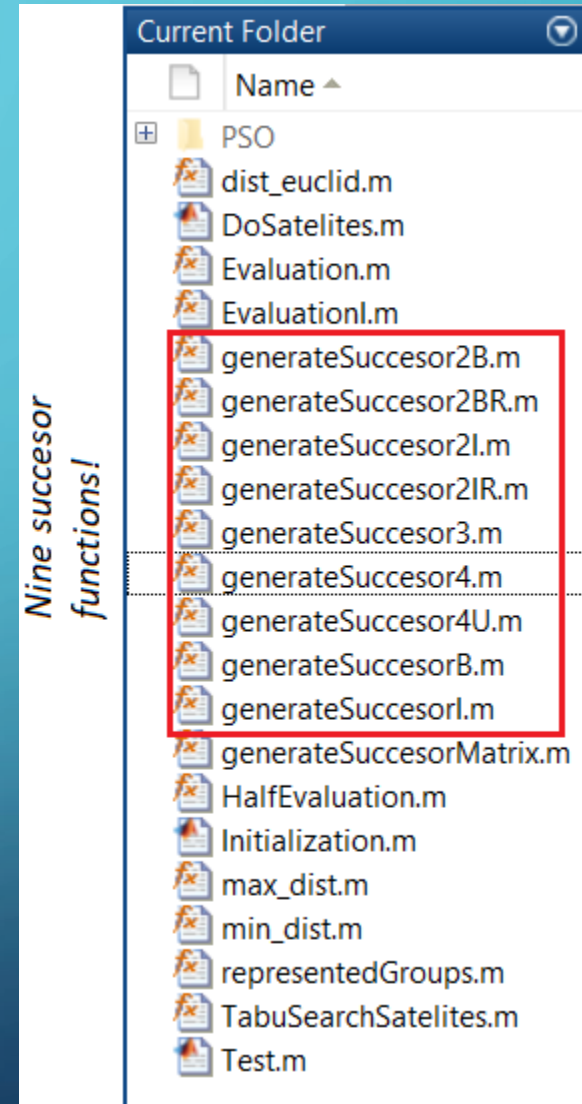 Nine succesor
functions!
Current Folder
Name
PSO
dist_euclid.m
DoSatelites.m
Evaluation.m
EvaluationI.m
generateSuccesor2B.m
generateSuccesor2BR.m
generateSuccesor2I.m
generateSuccesor2IR.m
generateSuccesor3.m
generateSuccesor4.m
generateSuccesor4U.m
generateSuccesorB.m
generateSuccesorI.m
generateSuccesorMatrix.m
HalfEvaluation.m
Initialization.m
max_dist.m
min_dist.m
representedGroups.m
TabuSearchSatelites.m
Test.m